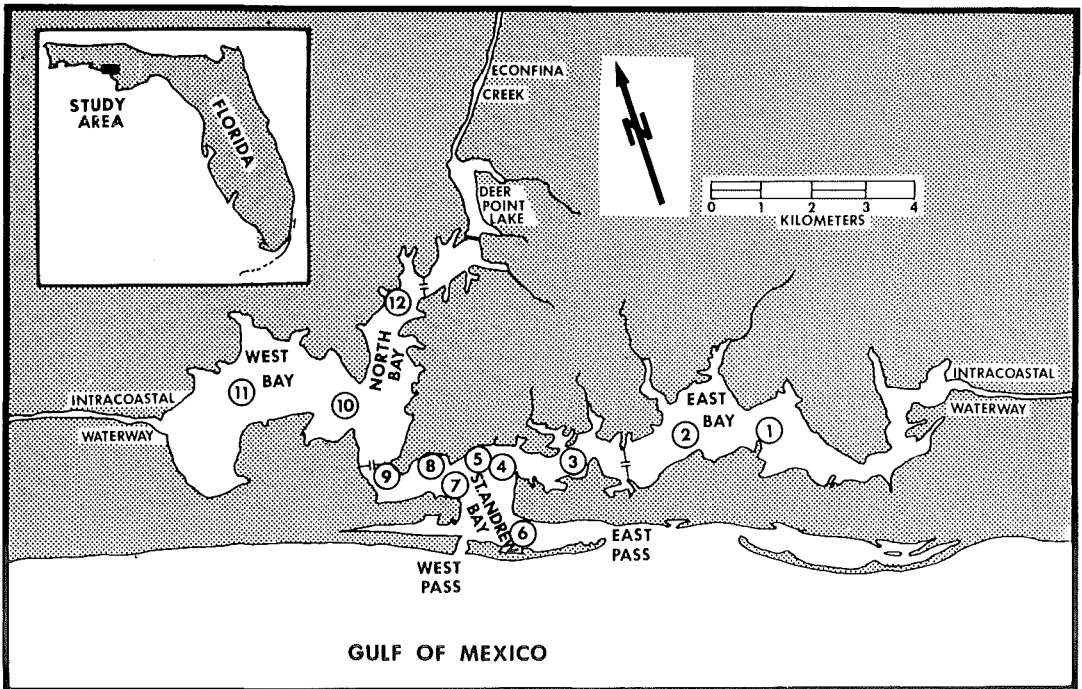 ECONFINA
CREEK
STUDY
AREA
FLORIDA
N
DEER
POINT
LAKE
0 1 2 3 4
KILOMETERS
12
WEST
BAY
NORTH
BAY
11
10
INTRACOASTAL
WATERWAY
EAST
BAY
INTRACOASTAL
WATERWAY
2
1
9
8
7
5
4
3
ST. ANDREW
BAY
6
EAST
PASS
WEST
PASS
GULF OF MEXICO